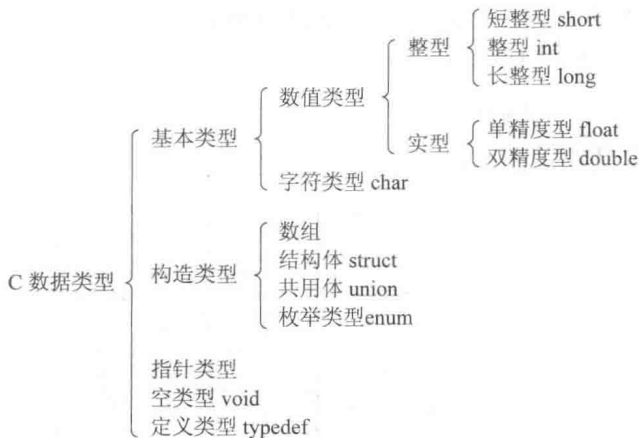 短整型 short
整型
整型 int
长整型 long
数值类型
基本类型
实型
单精度型 float
双精度型 double
字符类型 char
C 数据类型
构造类型
数组
结构体 struct
共用体 union
枚举类型enum
指针类型
空类型 void
定义类型 typedef